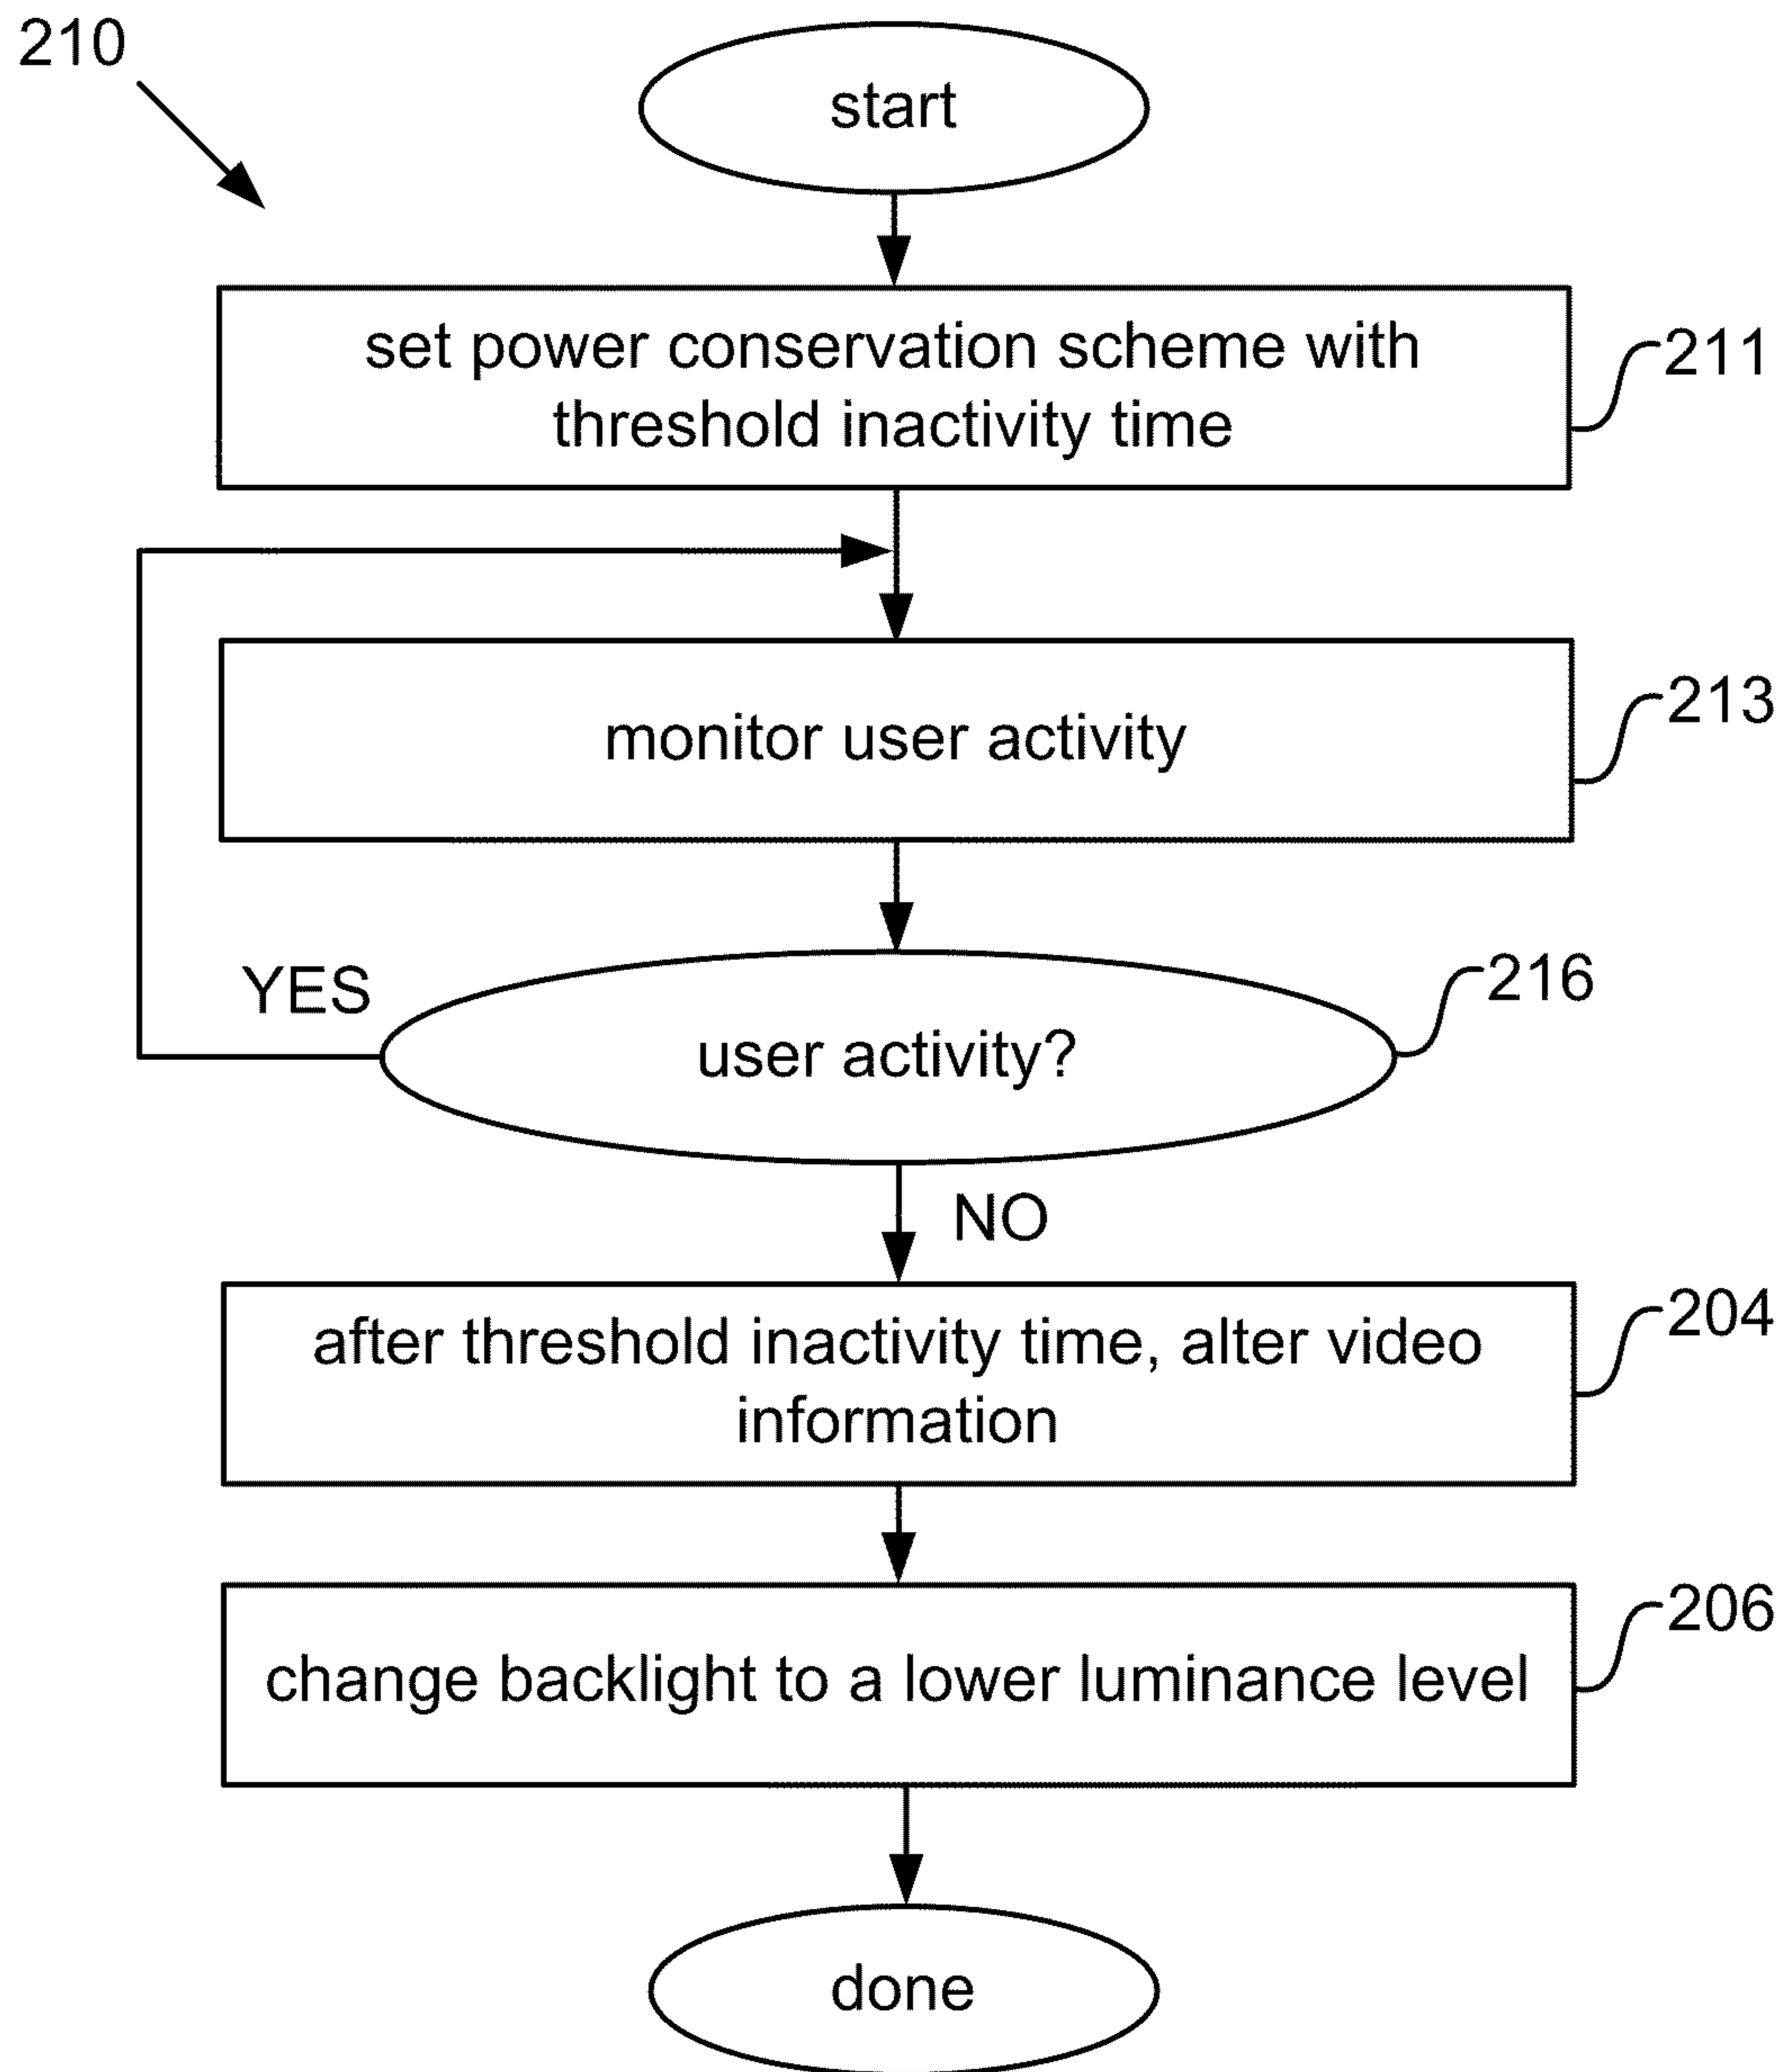 210
start
set power conservation scheme with
threshold inactivity time
211
monitor user activity
213
YES
user activity?
216
NO
after threshold inactivity time, alter video
information
204
change backlight to a lower luminance level
206
done